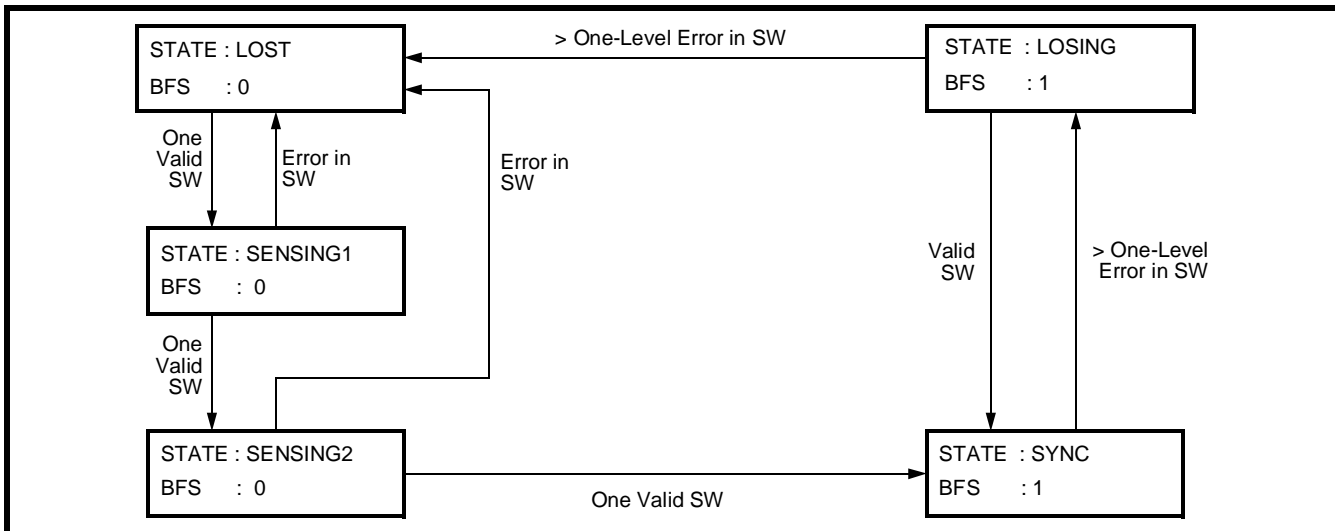 STATE : LOST
BFS : 0
> One-Level Error in SW
STATE : LOSING
BFS : 1
One
Valid
SW
Error in
SW
Error in
SW
STATE : SENSING1
BFS : 0
Valid
SW
> One-Level
Error in SW
One
Valid
SW
STATE : SENSING2
BFS : 0
One Valid SW
STATE : SYNC
BFS : 1